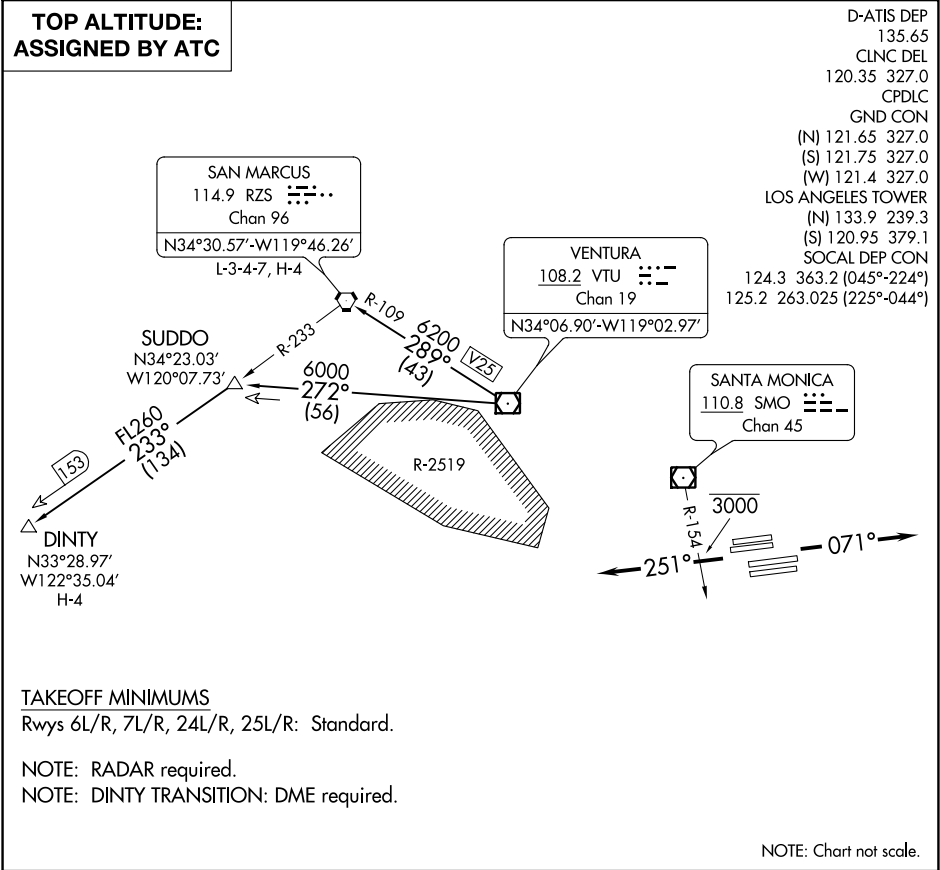 TOP ALTITUDE:
ASSIGNED BY ATC
D-ATIS DEP
135.65
CLNC DEL
120.35 327.0
CPDLC
GND CON
(N) 121.65 327.0
(S) 121.75 327.0
(W) 121.4 327.0
LOS ANGELES TOWER
(N) 133.9 239.3
(S) 120.95 379.1
SOCAL DEP CON
124.3 363.2 (045°-224°)
125.2 263.025 (225°-044°)
SAN MARCUS
114.9 RZS
Chan 96
N34°30.57'-W119°46.26'
L-3-4-7, H-4
VENTURA
108.2 VTU
Chan 19
N34°06.90'-W119°02.97'
R-109
6200
289°
(43)
V25
R-233
SUDDO
N34°23.03'
W120°07.73'
6000
272°
(56)
SANTA MONICA
110.8 SMO
Chan 45
FL260
233°
(134)
153
R-2519
DINTY
N33°28.97'
W122°35.04'
H-4
R-154
3000
251°
071°
TAKEOFF MINIMUMS
Rwys 6L/R, 7L/R, 24L/R, 25L/R: Standard.
NOTE: RADAR required.
NOTE: DINTY TRANSITION: DME required.
NOTE: Chart not scale.